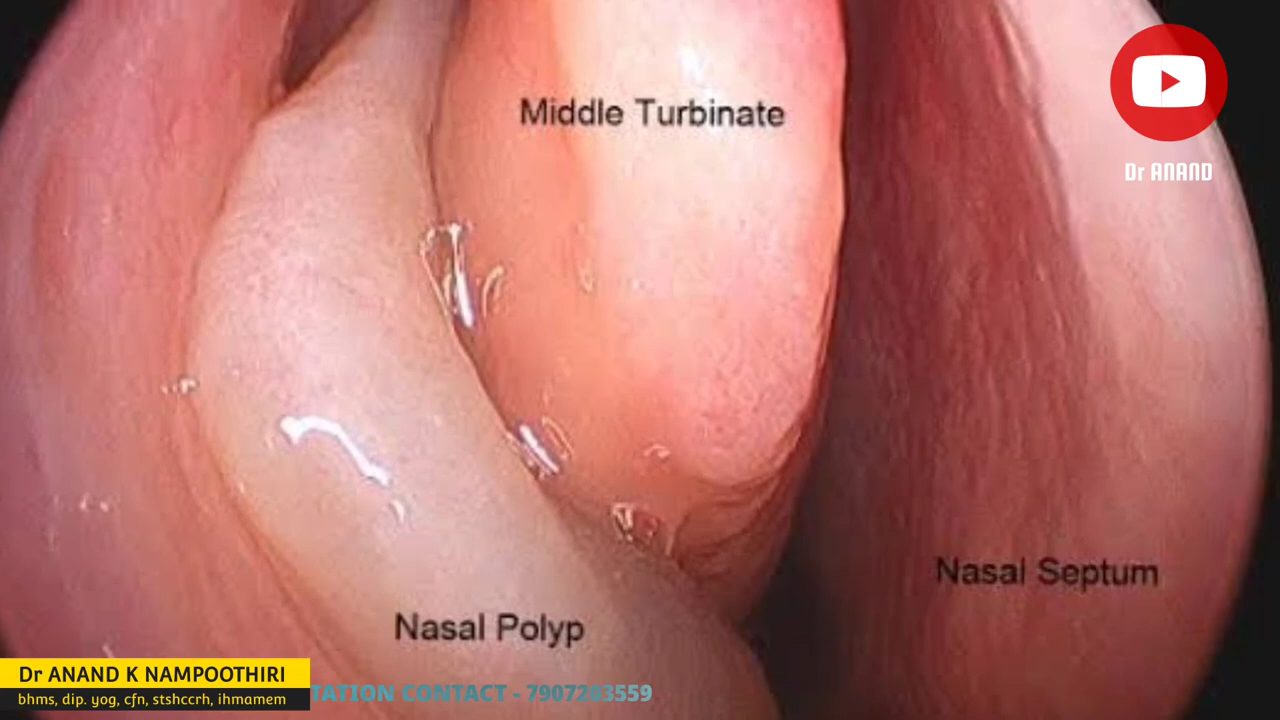 Middle Turbinate
Dr ANAND
Nasal Septum
Nasal Polyp
Dr ANAND K NAMPOOTHIRI
bhms, dip. yog, cfn, stshccrh, ihmamem
TATION CONTACT - 7907203559